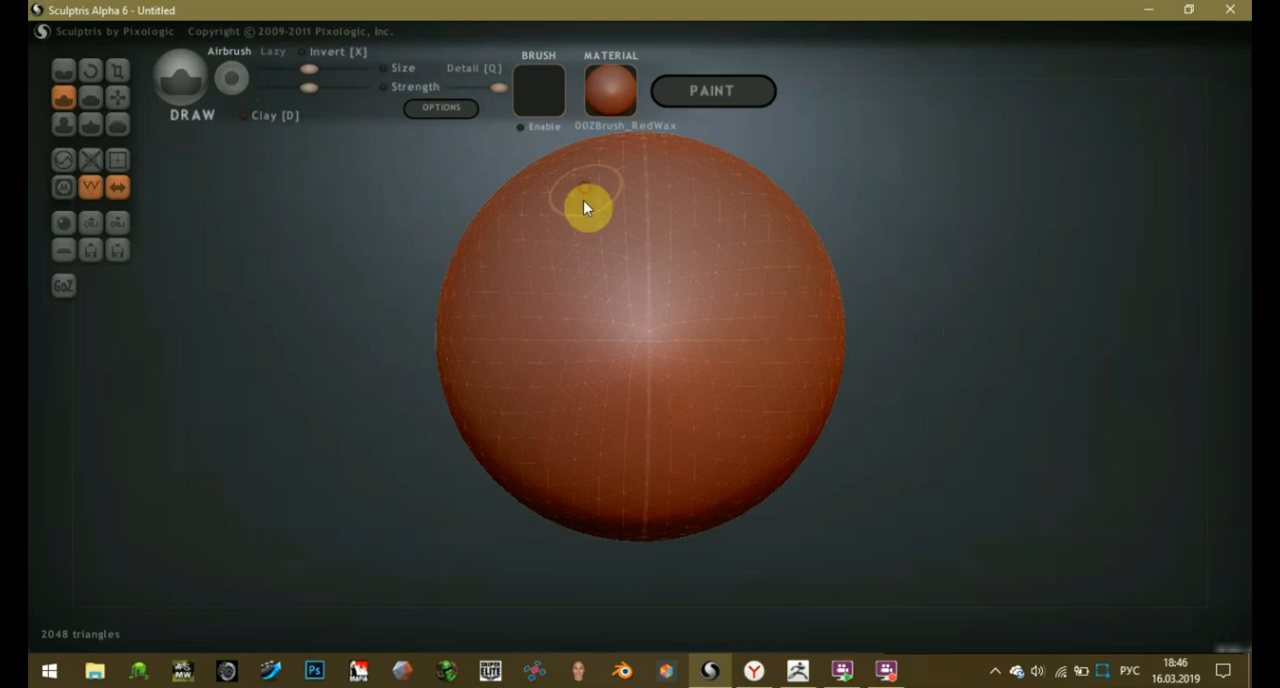 Sculptris Alpha 6 - Untitled
Sculptris by Pixologic Copyright © 2009-2011 Pixologic, Inc.
Airbrush Lazy Invert [X]
BRUSH MATERIAL
Size Detail [Q]
Strength
PAINT
OPTIONS
DRAW Clay [D]
Enable 00ZBrush_RedWax
GoZ
2048 triangles
Ps
РУС
18:46
16.03.2019